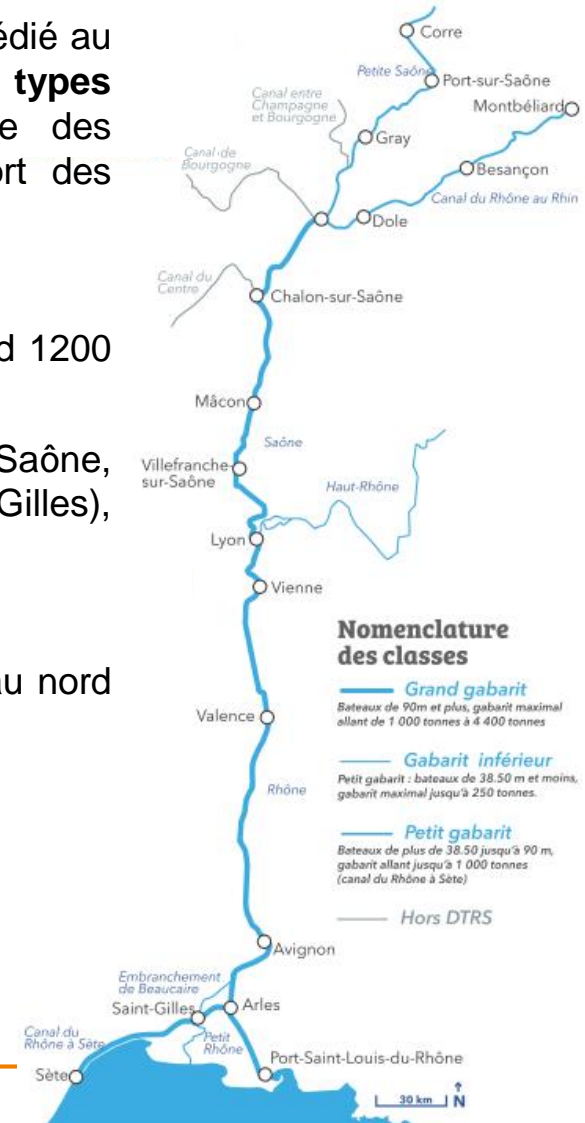 édié au
types
e des
ort des
d 1200
Saône,
Gilles),
au nord
Corre
Petite Saône
Port-sur-Saône
Montbéliard
Canal entre
Champagne
et Bourgogne
Gray
Canal de
Bourgogne
Besançon
Canal du Rhône au Rhin
Dole
Canal du
Centre
Chalon-sur-Saône
Mâcon
Saône
Villefranche-
sur-Saône
Haut-Rhône
Lyon
Vienne
Nomenclature
des classes
Grand gabarit
Bateaux de 90m et plus, gabarit maximal
allant de 1 000 tonnes à 4 400 tonnes
Valence
Gabarit inférieur
Petit gabarit : bateaux de 38.50 m et moins,
gabarit maximal jusqu'à 250 tonnes.
Rhône
Petit gabarit
Bateaux de plus de 38.50 jusqu'à 90 m,
gabarit allant jusqu'à 1 000 tonnes
(canal du Rhône à Sète)
Hors DTRS
Avignon
Embranchement
de Beaucaire
Saint-Gilles
Arles
Canal du
Rhône à Sète
Petit
Rhône
Port-Saint-Louis-du-Rhône
Sète
30 km
N